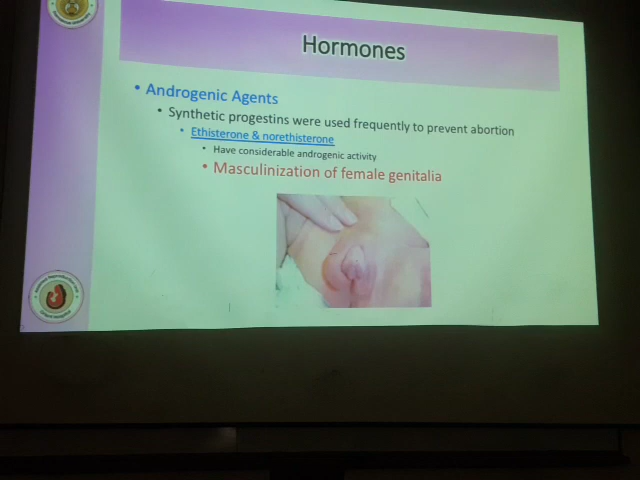 Hormones
• Androgenic Agents
• Synthetic progestins were used frequently to prevent abortion
• Ethisterone & norethisterone
• Have considerable androgenic activity
• Masculinization of female genitalia